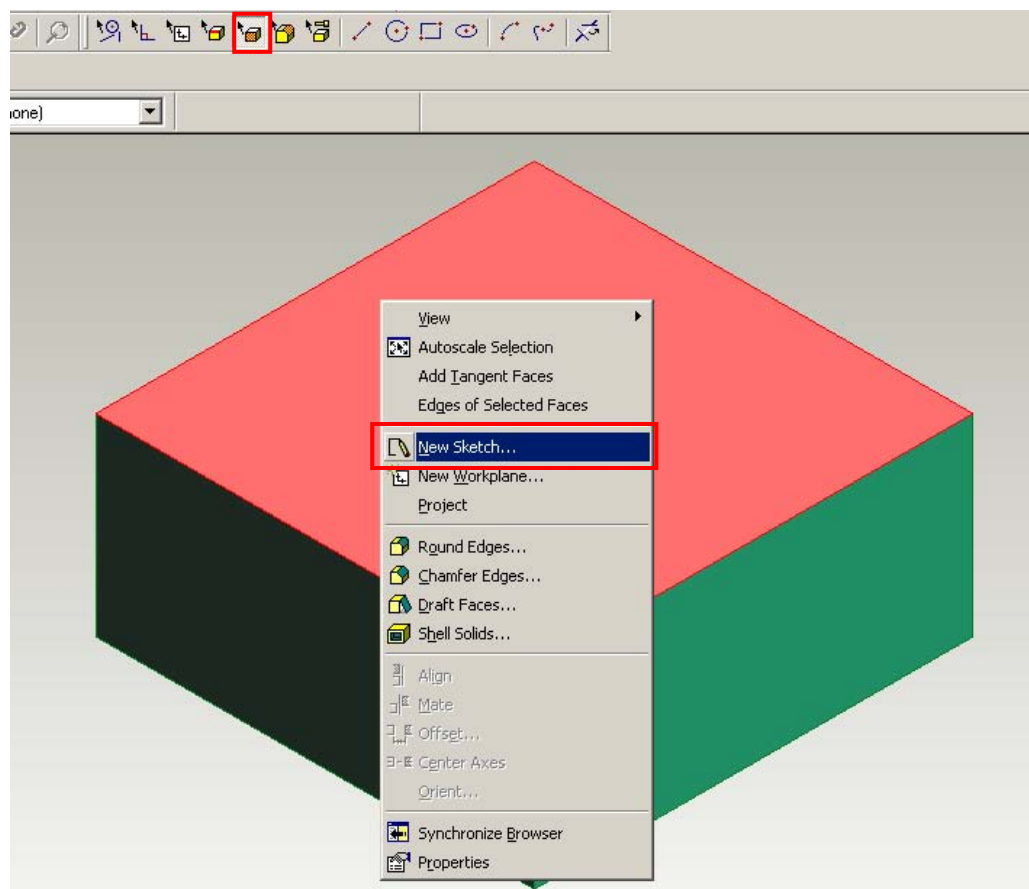 View
Autoscale Selection
Add Tangent Faces
Edges of Selected Faces
New Sketch...
New Workplane...
Project
Round Edges...
Chamfer Edges...
Draft Faces...
Shell Solids...
Align
Mate
Offset...
Center Axes
Orient...
Synchronize Browser
Properties